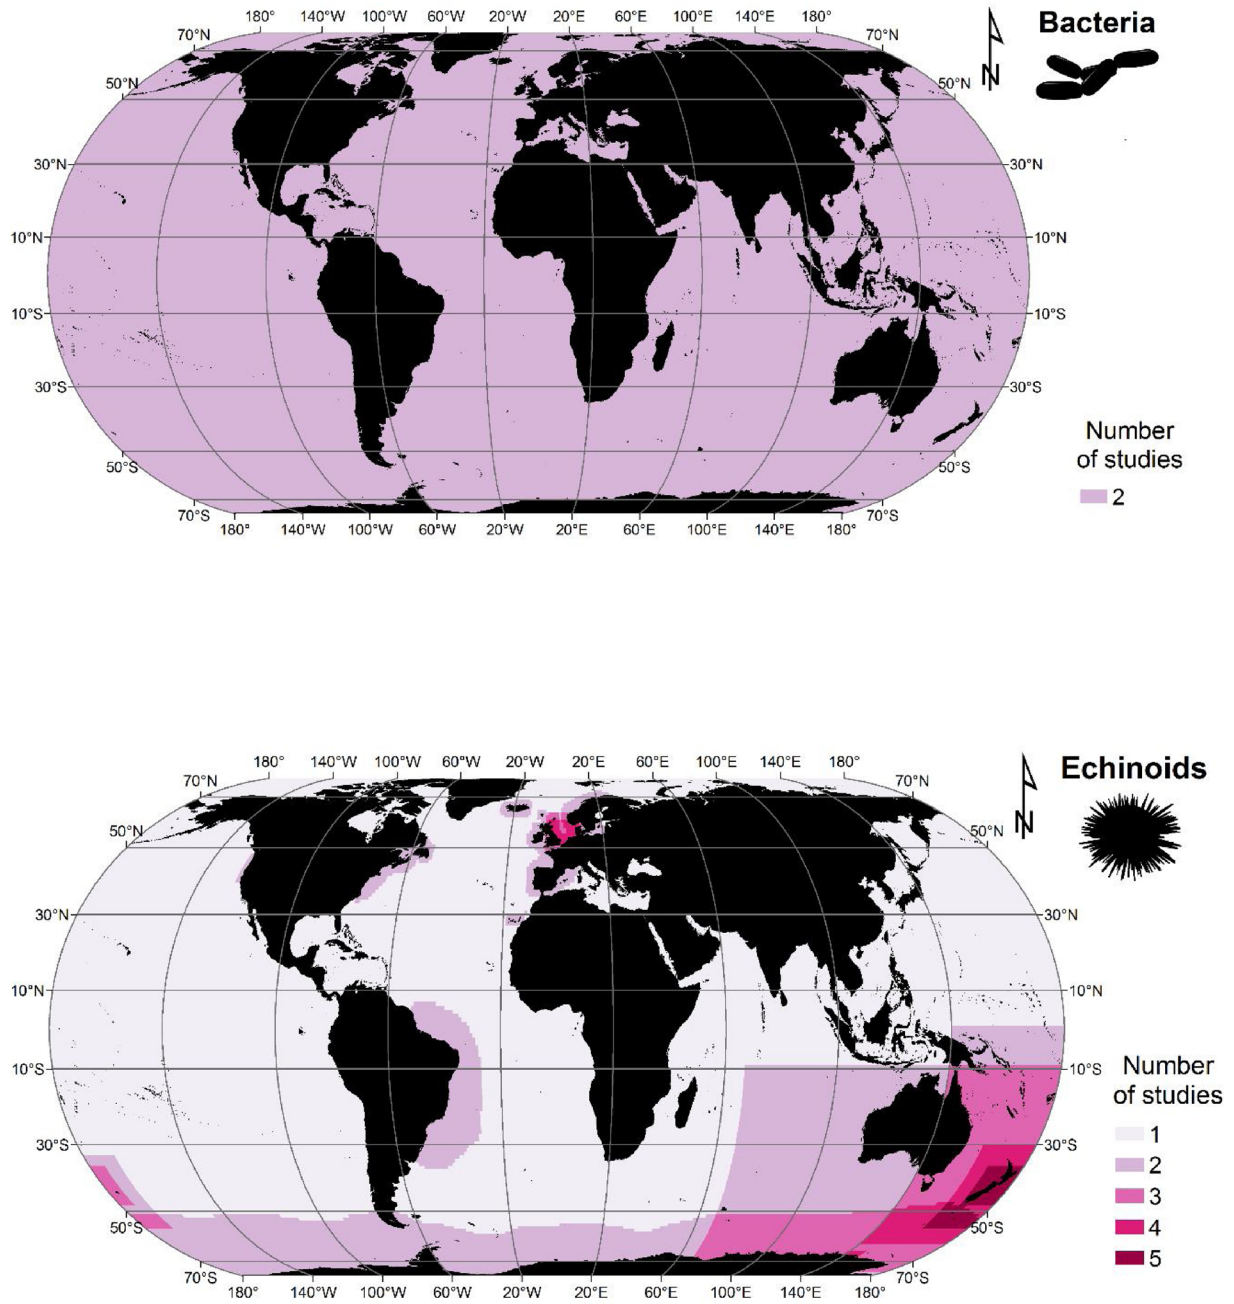 180° 140°W 100°W 60°W 20°W 20°E 60°E 100°E 140°E 180°
Bacteria
70°N 70°N
N
50°N 50°N
30°N 30°N
10°N 10°N
10°S 10°S
30°S 30°S
Number
of studies
50°S 50°S
2
70°S 70°S
180° 140°W 100°W 60°W 20°W 20°E 60°E 100°E 140°E 180°
180° 140°W 100°W 60°W 20°W 20°E 60°E 100°E 180°
Echinoids
70°N 70°N
N
50°N 50°N
30°N 30°N
10°N 10°N
Number
of studies
10°S 10°S
1
30°S 30°S
2
3
50°S 50°S
4
5
70°S 70°S
180° 140°W 100°W 60°W 20°W 20°E 60°E 100°E 140°E 180°